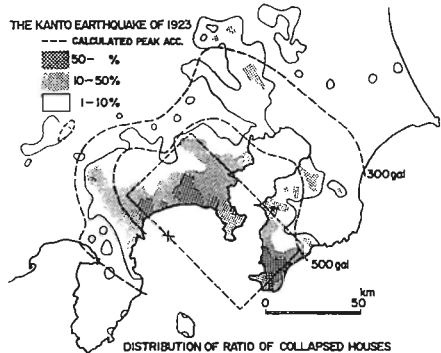 THE KANTO EARTHQUAKE OF 1923
CALCULATED PEAK ACC.
50- %
10-50%
1-10%
300gal
500gal
0 50
km
DISTRIBUTION OF RATIO OF COLLAPSED HOUSES